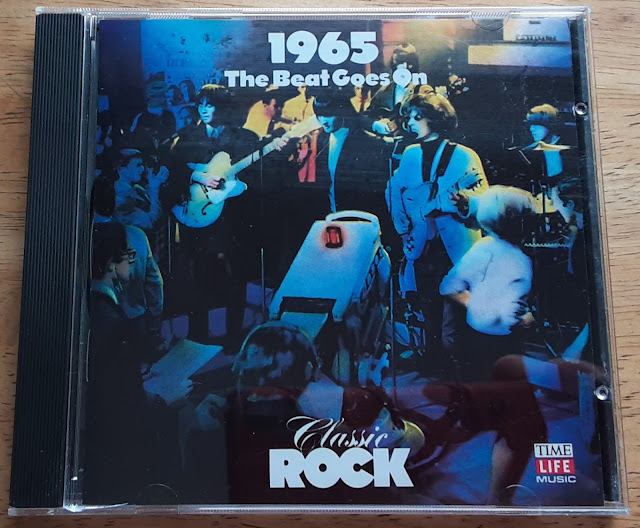 1965
The Beat Goes On
Classic
ROCK
TIME
LIFE
MUSIC